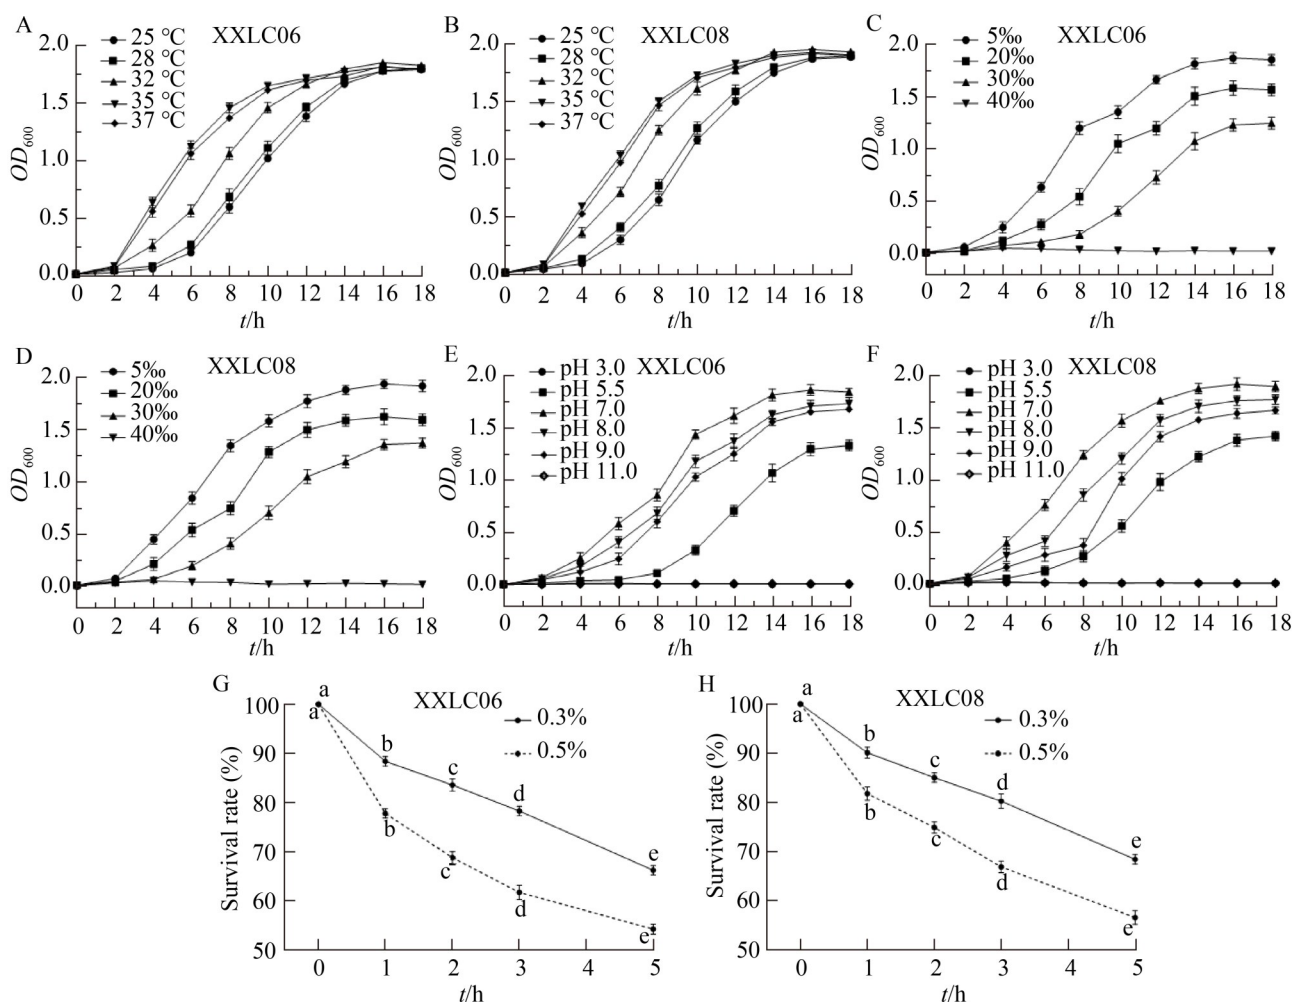 A
XXLC06
25 °C
28 °C
32 °C
35 °C
37 °C
2.0
1.5
1.0
0.5
0.0
OD600
0 2 4 6 8 10 12 14 16 18
t/h
B
XXLC08
25 °C
28 °C
32 °C
35 °C
37 °C
2.0
1.5
1.0
0.5
0.0
OD600
0 2 4 6 8 10 12 14 16 18
t/h
C
XXLC06
5‰
20‰
30‰
40‰
2.0
1.5
1.0
0.5
0.0
OD600
0 2 4 6 8 10 12 14 16 18
t/h
D
XXLC08
5‰
20‰
30‰
40‰
2.0
1.5
1.0
0.5
0.0
OD600
0 2 4 6 8 10 12 14 16 18
t/h
E
XXLC06
pH 3.0
pH 5.5
pH 7.0
pH 8.0
pH 9.0
pH 11.0
2.0
1.5
1.0
0.5
0.0
OD600
0 2 4 6 8 10 12 14 16 18
t/h
F
XXLC08
pH 3.0
pH 5.5
pH 7.0
pH 8.0
pH 9.0
pH 11.0
2.0
1.5
1.0
0.5
0.0
OD600
0 2 4 6 8 10 12 14 16 18
t/h
G
XXLC06
0.3%
0.5%
100
90
80
70
60
50
Survival rate (%)
a
b
c
d
e
a
b
c
d
e
0 1 2 3 4 5
t/h
H
XXLC08
0.3%
0.5%
100
90
80
70
60
50
Survival rate (%)
a
b
c
d
e
a
b
c
d
e
0 1 2 3 4 5
t/h